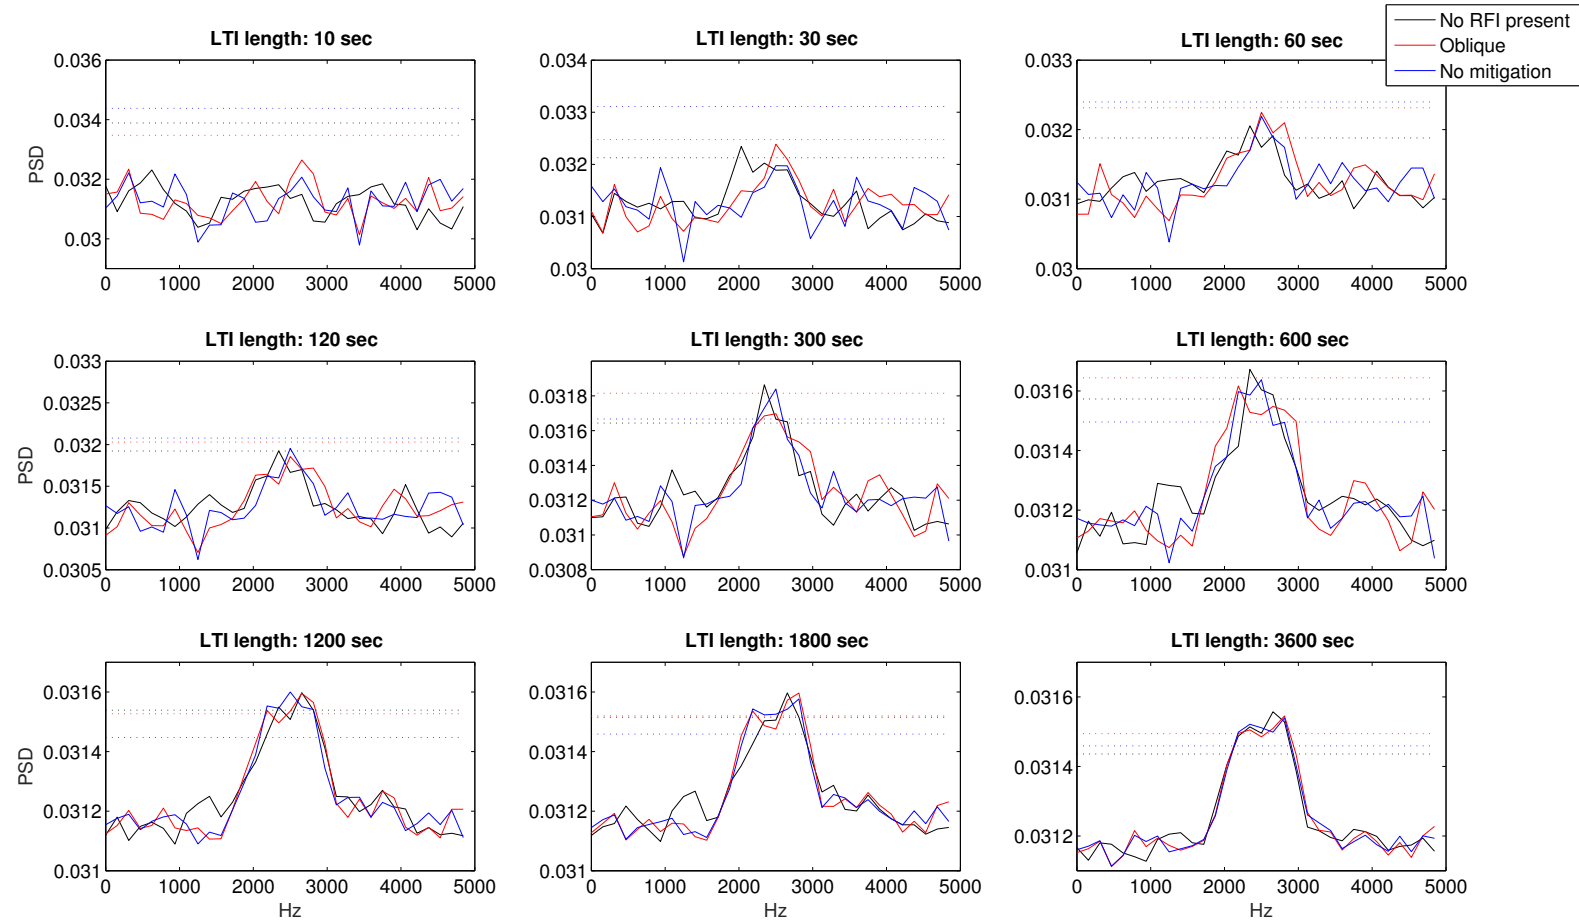 No RFI present
Oblique
No mitigation
LTI length: 10 sec
LTI length: 30 sec
LTI length: 60 sec
0.036
0.034
0.032
0.03
PSD
0 1000 2000 3000 4000 5000
0.034
0.033
0.032
0.031
0.03
0 1000 2000 3000 4000 5000
0.033
0.032
0.031
0.03
0 1000 2000 3000 4000 5000
LTI length: 120 sec
LTI length: 300 sec
LTI length: 600 sec
0.033
0.0325
0.032
0.0315
0.031
0.0305
PSD
0 1000 2000 3000 4000 5000
0.0318
0.0316
0.0314
0.0312
0.031
0.0308
0 1000 2000 3000 4000 5000
0.0316
0.0314
0.0312
0.031
0 1000 2000 3000 4000 5000
LTI length: 1200 sec
LTI length: 1800 sec
LTI length: 3600 sec
0.0316
0.0314
0.0312
0.031
PSD
0 1000 2000 3000 4000 5000
Hz
0.0316
0.0314
0.0312
0.031
0 1000 2000 3000 4000 5000
Hz
0.0316
0.0314
0.0312
0 1000 2000 3000 4000 5000
Hz